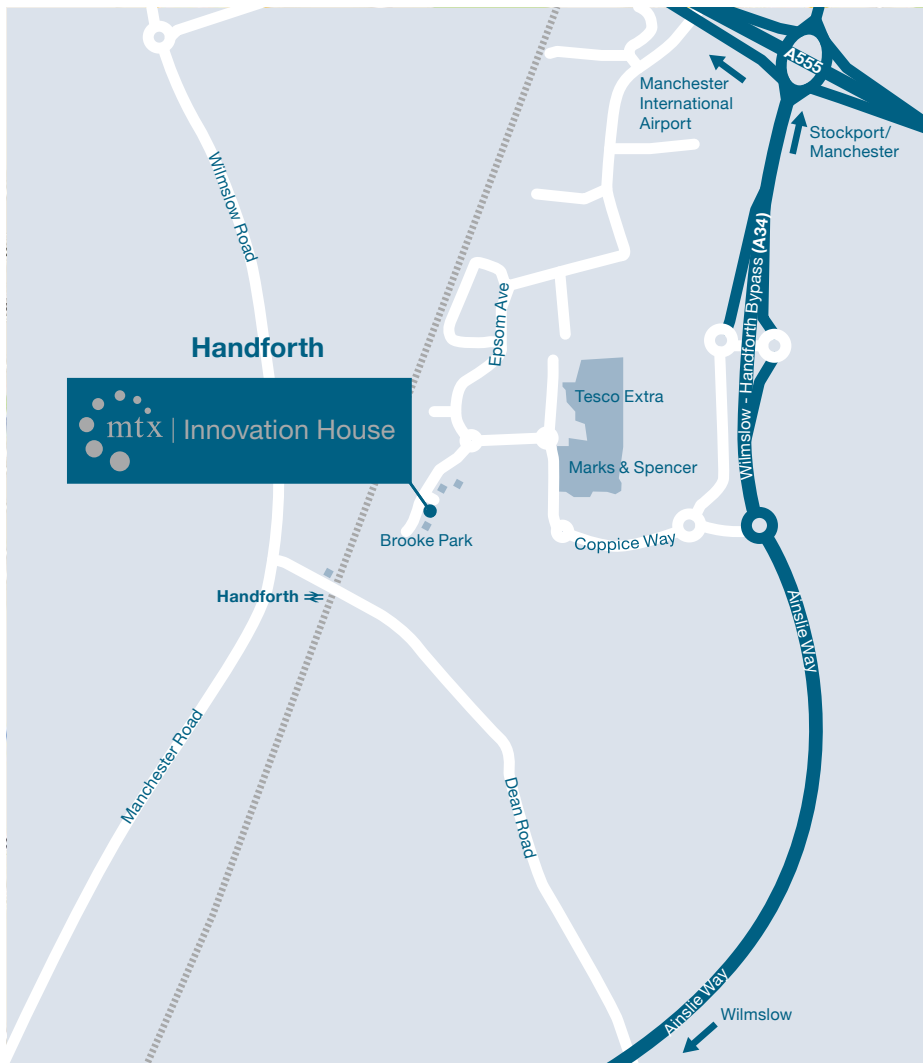 A555
Manchester
International
Airport
Stockport/
Manchester
Wilmslow Road
Wilmslow - Handforth Bypass (A34)
Epsom Ave
Handforth
mtx | Innovation House
Tesco Extra
Marks & Spencer
Brooke Park
Coppice Way
Handforth
Ainslie Way
Manchester Road
Dean Road
Ainslie Way
Wilmslow